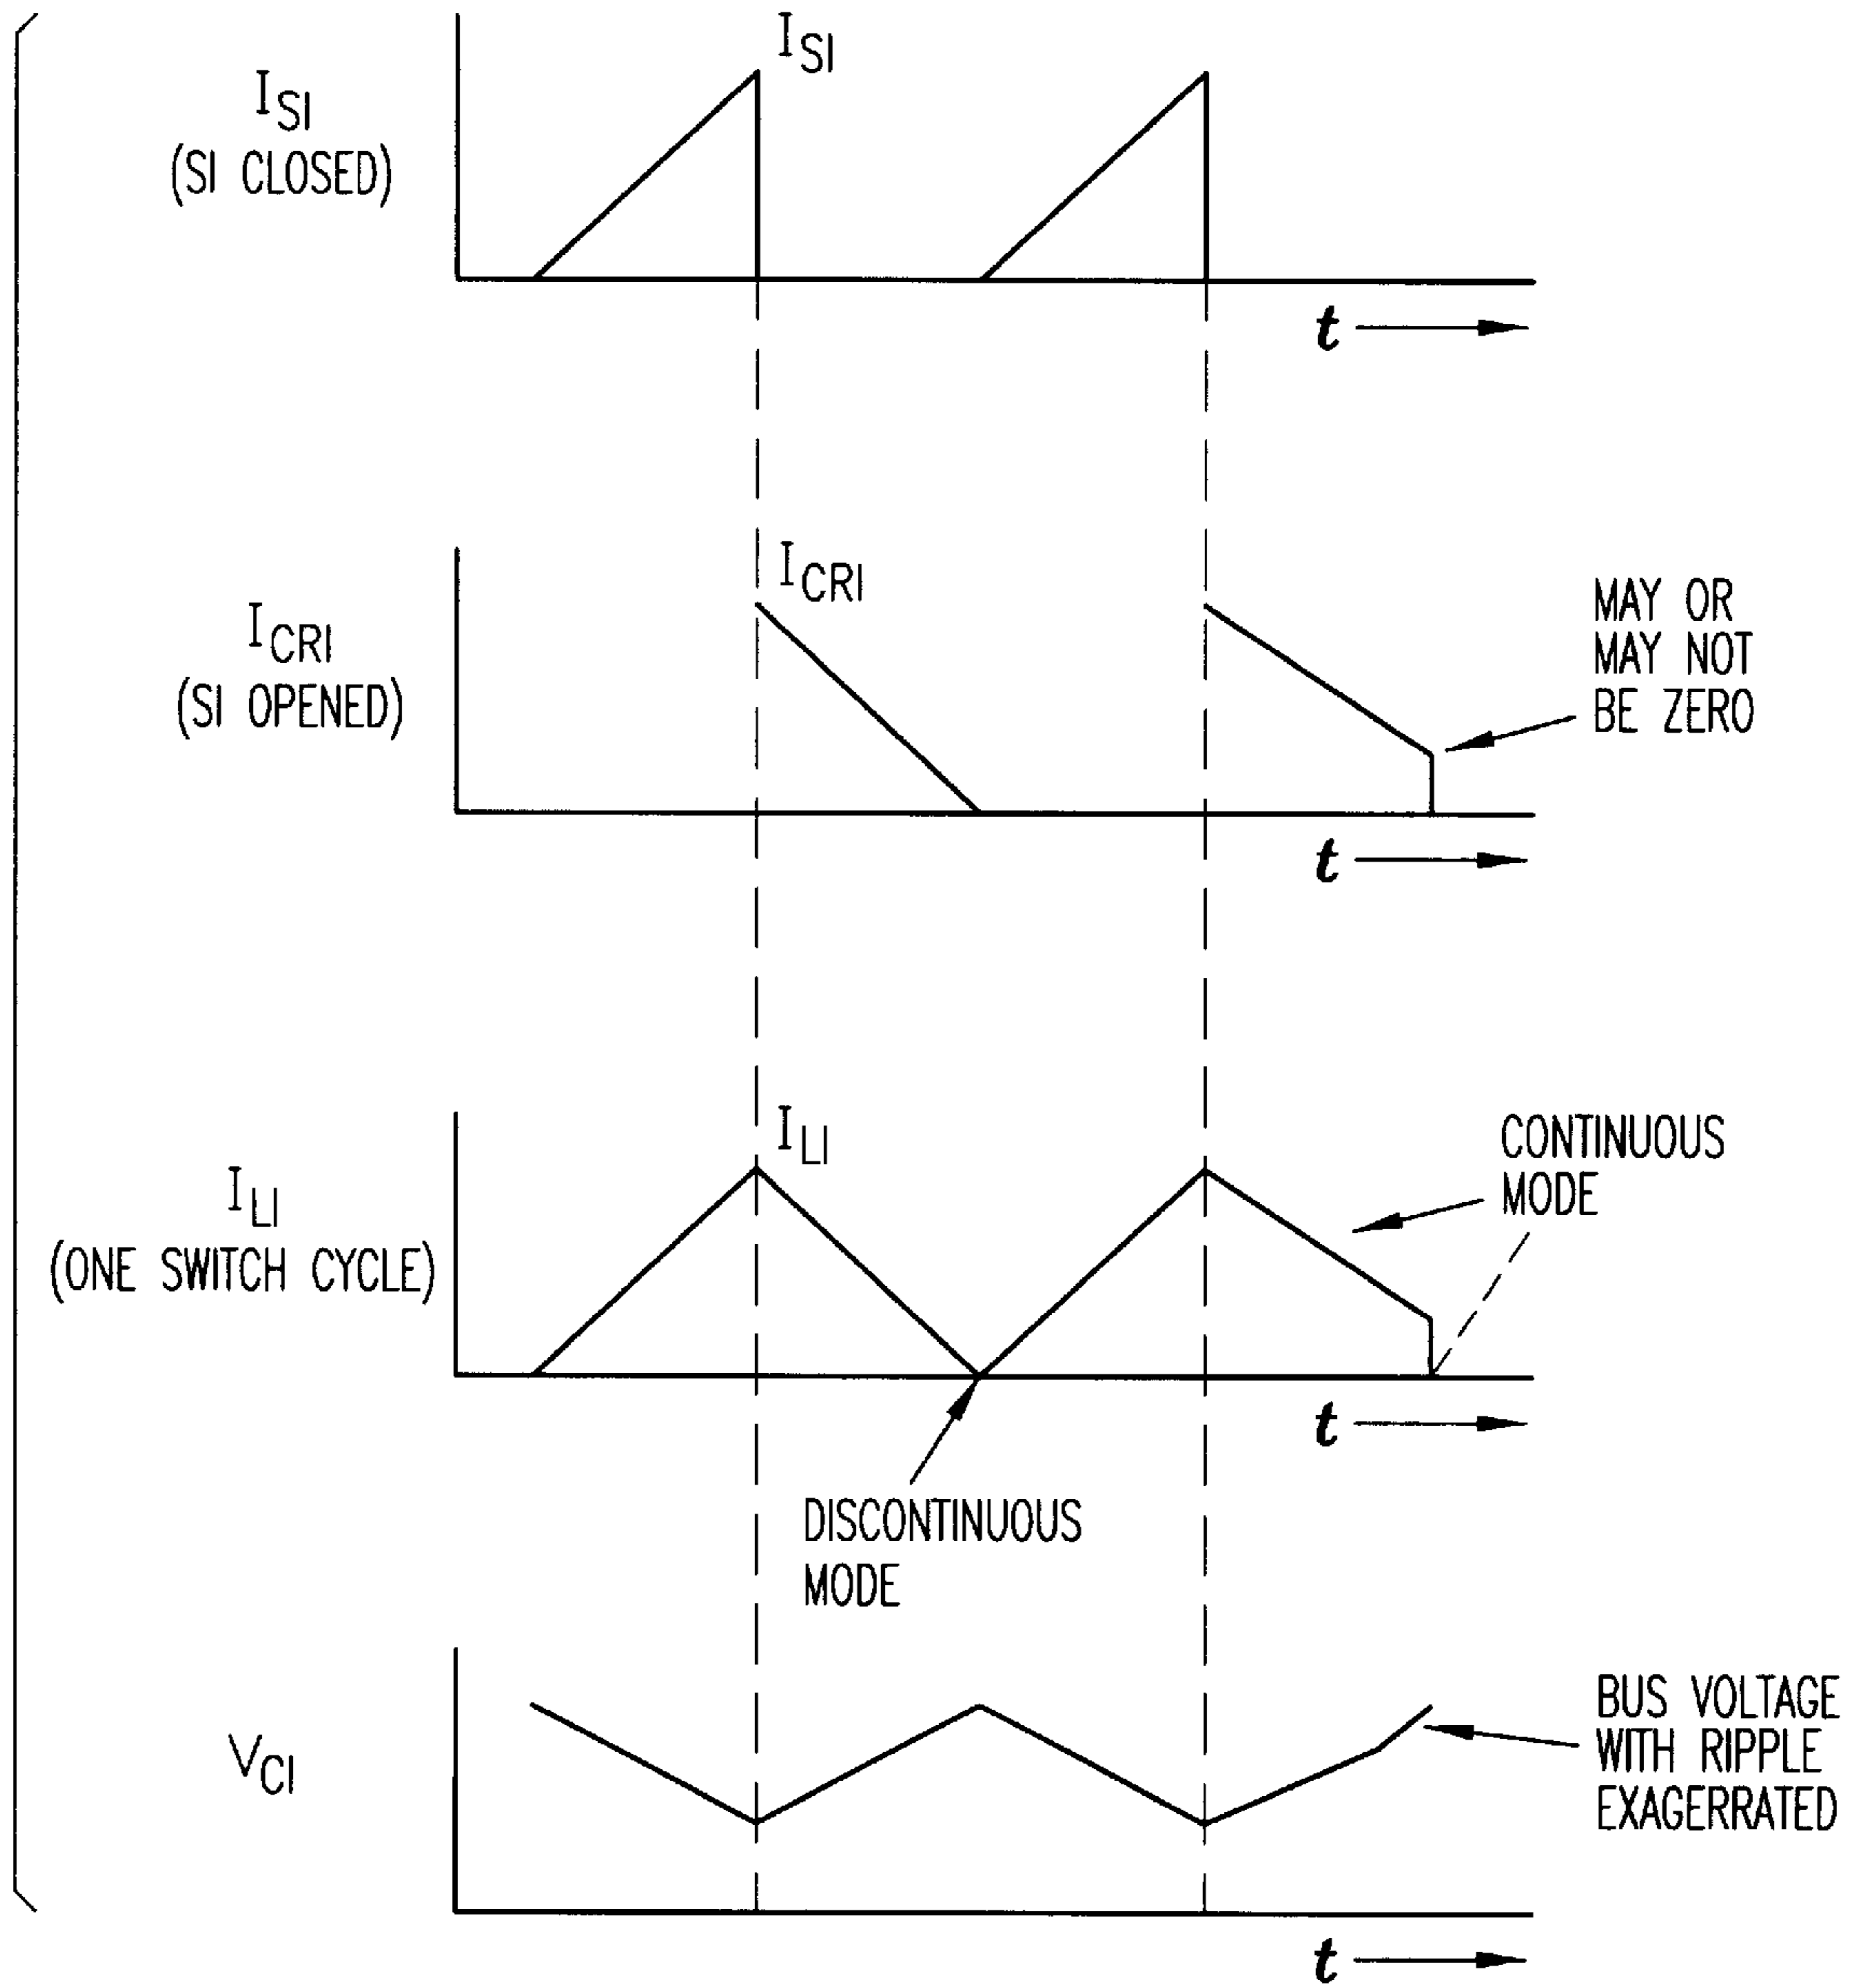 I_SI
I_SI
(SI CLOSED)
t
I_CRI
I_CRI
(SI OPENED)
MAY OR
MAY NOT
BE ZERO
t
I_LI
I_LI
(ONE SWITCH CYCLE)
CONTINUOUS
MODE
t
DISCONTINUOUS
MODE
V_CI
BUS VOLTAGE
WITH RIPPLE
EXAGERRATED
t